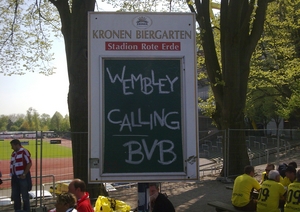 KRONEN BIERGARTEN
Stadion Rote Erde
WEMBLEY
CALLING
BVB